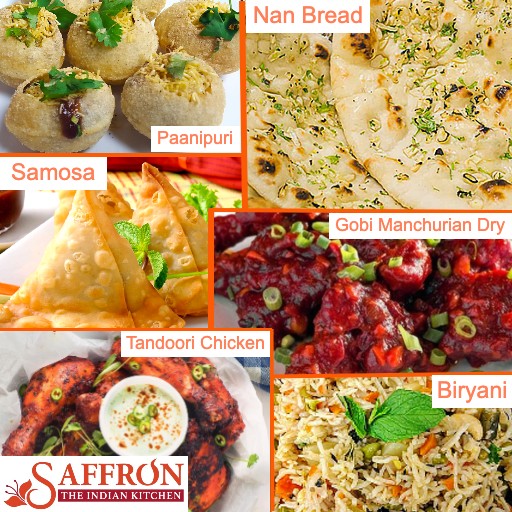 Nan Bread
Paanipuri
Samosa
Gobi Manchurian Dry
Tandoori Chicken
Biryani
SAFFRON
THE INDIAN KITCHEN